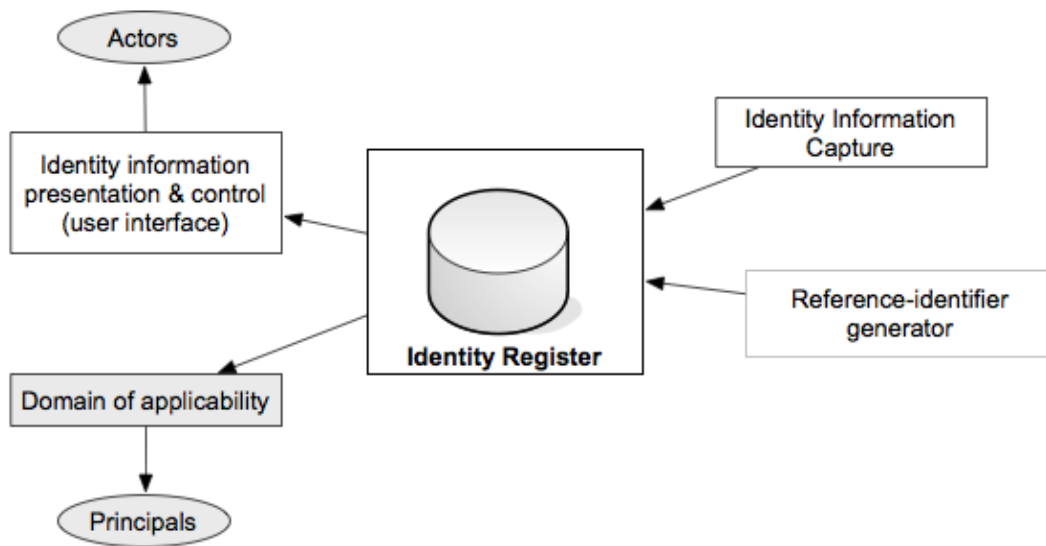 Actors
Identity information
presentation & control
(user interface)
Identity Information
Capture
Reference-identifier
generator
Identity Register
Domain of applicability
Principals